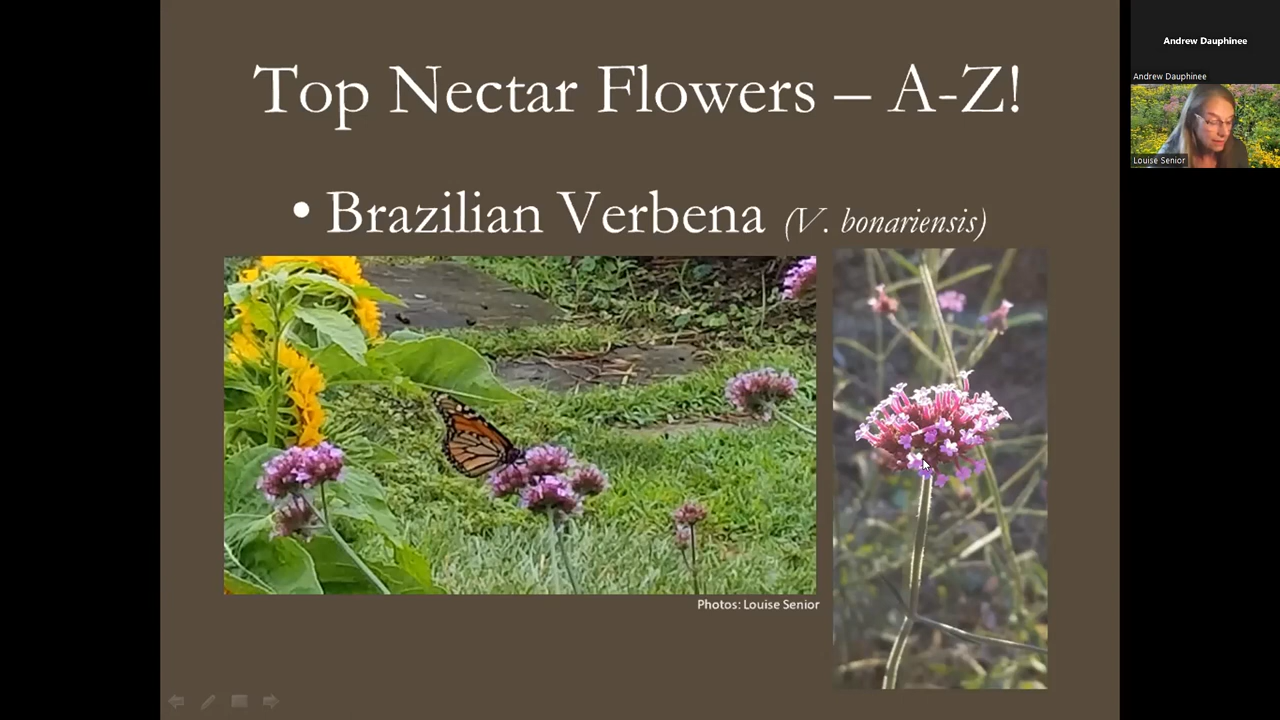 Top Nectar Flowers – A-Z!
• Brazilian Verbena (V. bonariensis)
Photos: Louise Senior
Andrew Dauphinee
Andrew Dauphinee
Louise Senior